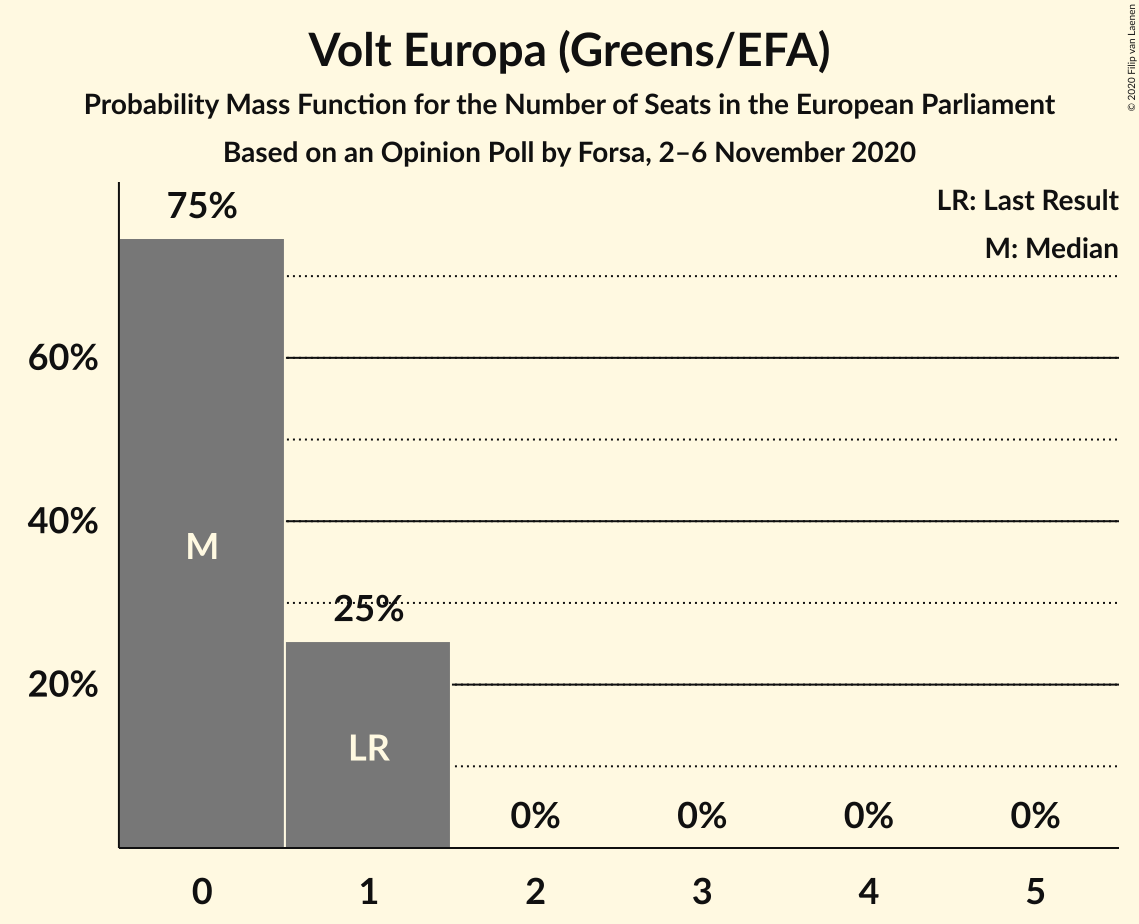 Volt Europa (Greens/EFA)
Probability Mass Function for the Number of Seats in the European Parliament
Based on an Opinion Poll by Forsa, 2–6 November 2020
© 2020 Filip van Laenen
LR: Last Result
M: Median
75%
60%
40%
M
25%
20%
LR
0% 0% 0% 0%
0 1 2 3 4 5